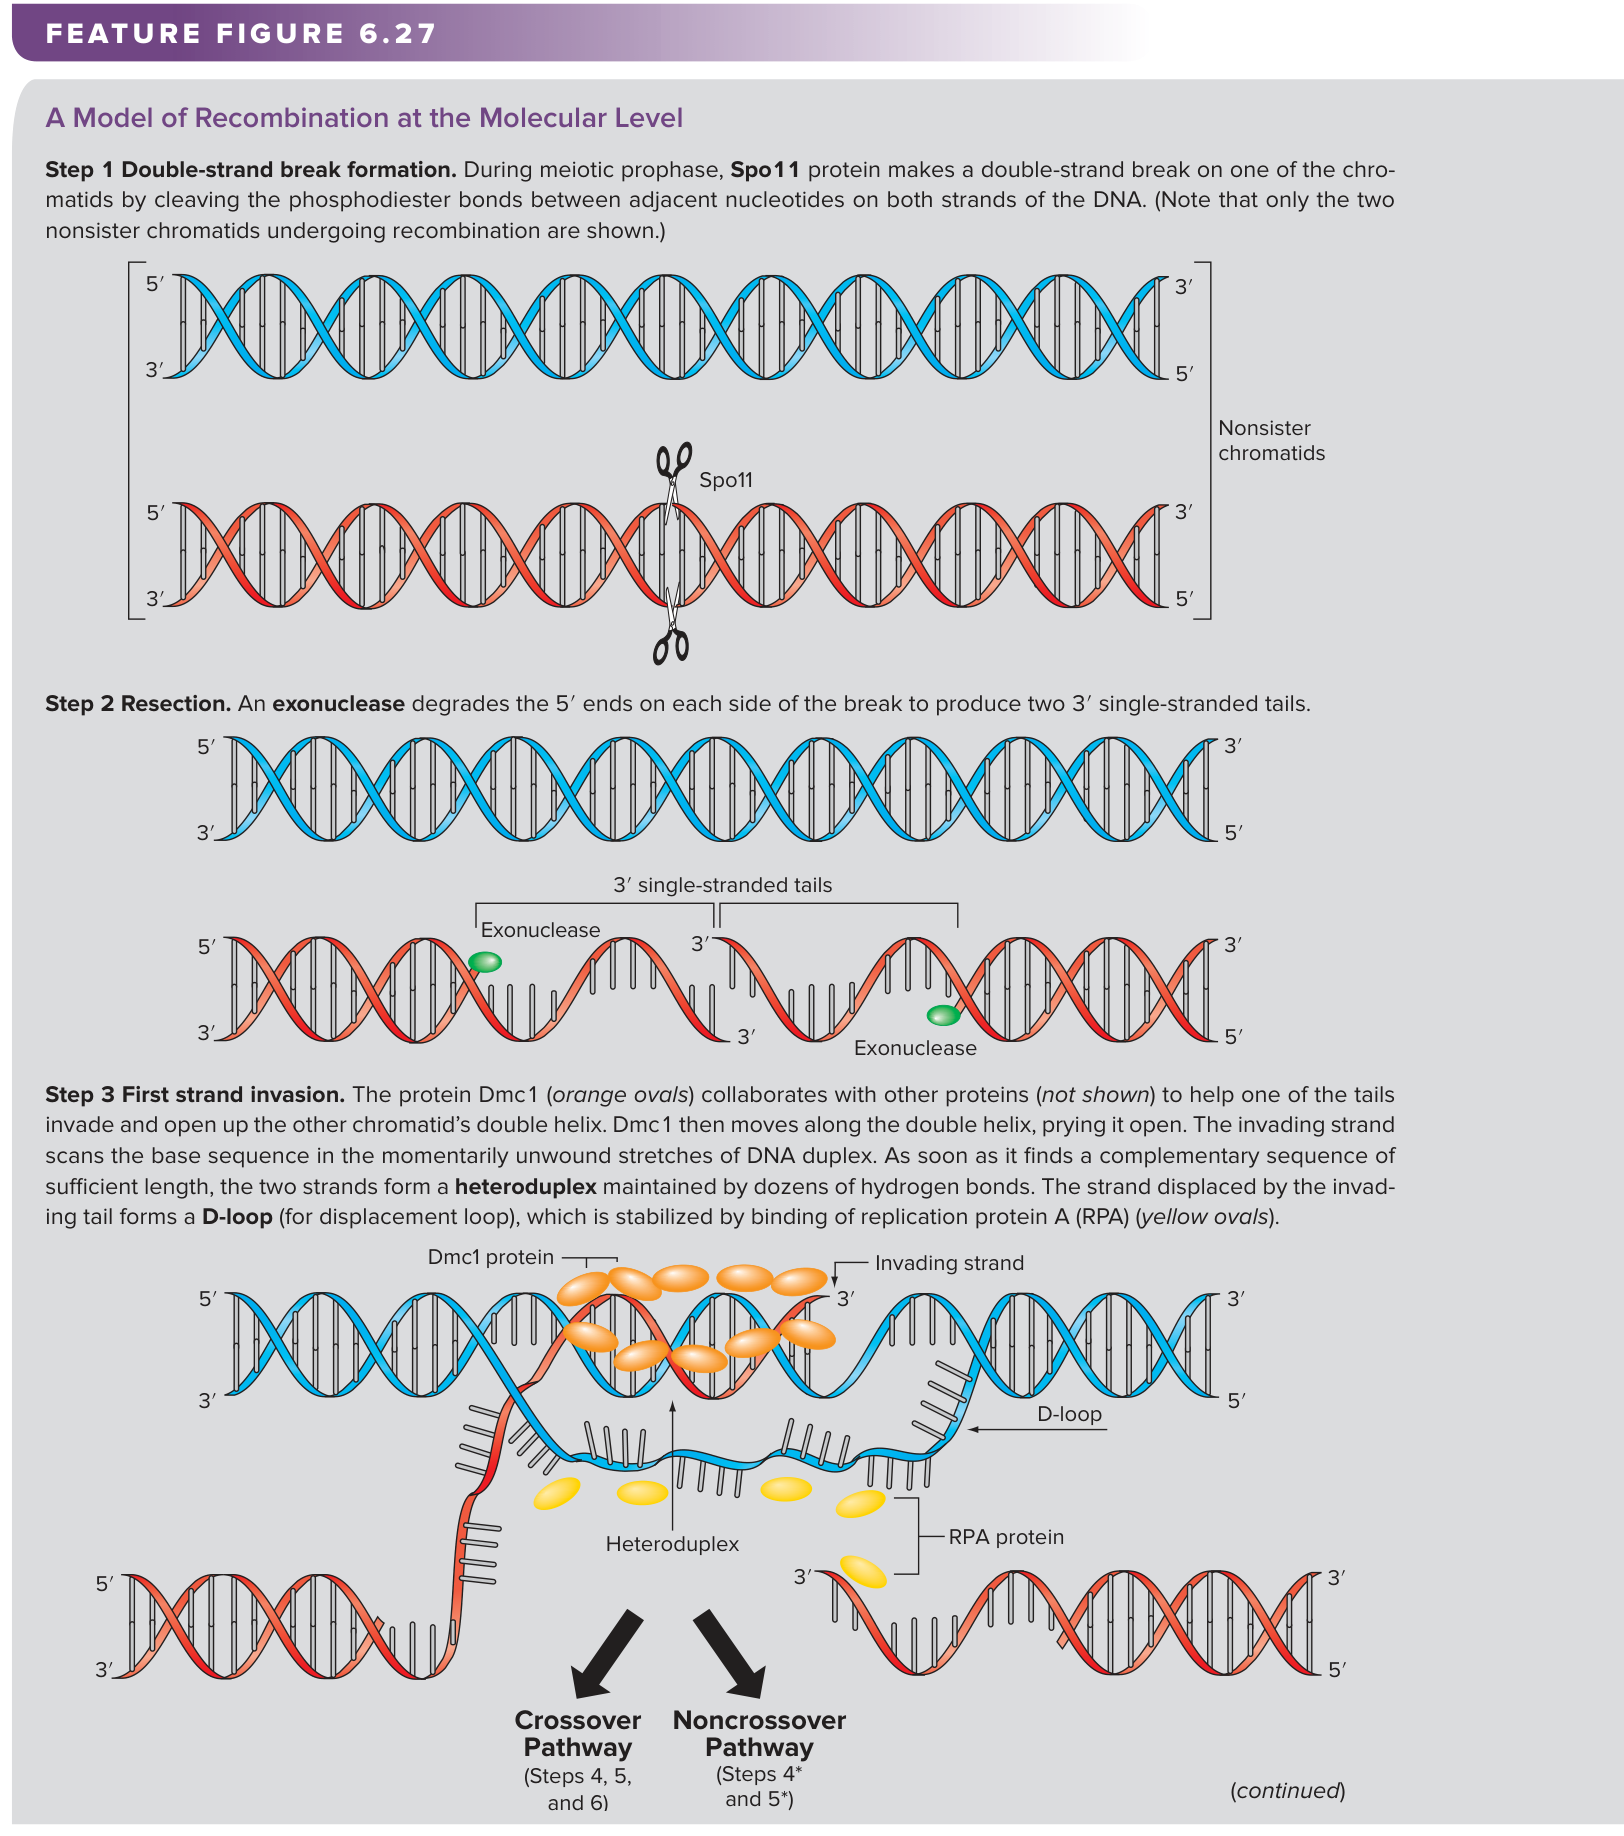 FEATURE FIGURE 6.27
A Model of Recombination at the Molecular Level
Step 1 Double-strand break formation. During meiotic prophase, Spo11 protein makes a double-strand break on one of the chro-
matids by cleaving the phosphodiester bonds between adjacent nucleotides on both strands of the DNA. (Note that only the two
nonsister chromatids undergoing recombination are shown.)
5′
3′
3′
5′
Nonsister
chromatids
Spo11
5′
3′
3′
5′
Step 2 Resection. An exonuclease degrades the 5′ ends on each side of the break to produce two 3′ single-stranded tails.
5′
3′
3′
5′
3′ single-stranded tails
Exonuclease
5′
3′
3′
3′
3′
5′
Exonuclease
Step 3 First strand invasion. The protein Dmc1 (orange ovals) collaborates with other proteins (not shown) to help one of the tails
invade and open up the other chromatid's double helix. Dmc1 then moves along the double helix, prying it open. The invading strand
scans the base sequence in the momentarily unwound stretches of DNA duplex. As soon as it finds a complementary sequence of
sufficient length, the two strands form a heteroduplex maintained by dozens of hydrogen bonds. The strand displaced by the invad-
ing tail forms a D-loop (for displacement loop), which is stabilized by binding of replication protein A (RPA) (yellow ovals).
Dmc1 protein
Invading strand
5′
3′
3′
3′
5′
D-loop
RPA protein
Heteroduplex
5′
3′
3′
3′
5′
Crossover
Pathway
(Steps 4, 5,
and 6)
Noncrossover
Pathway
(Steps 4*
and 5*)
(continued)